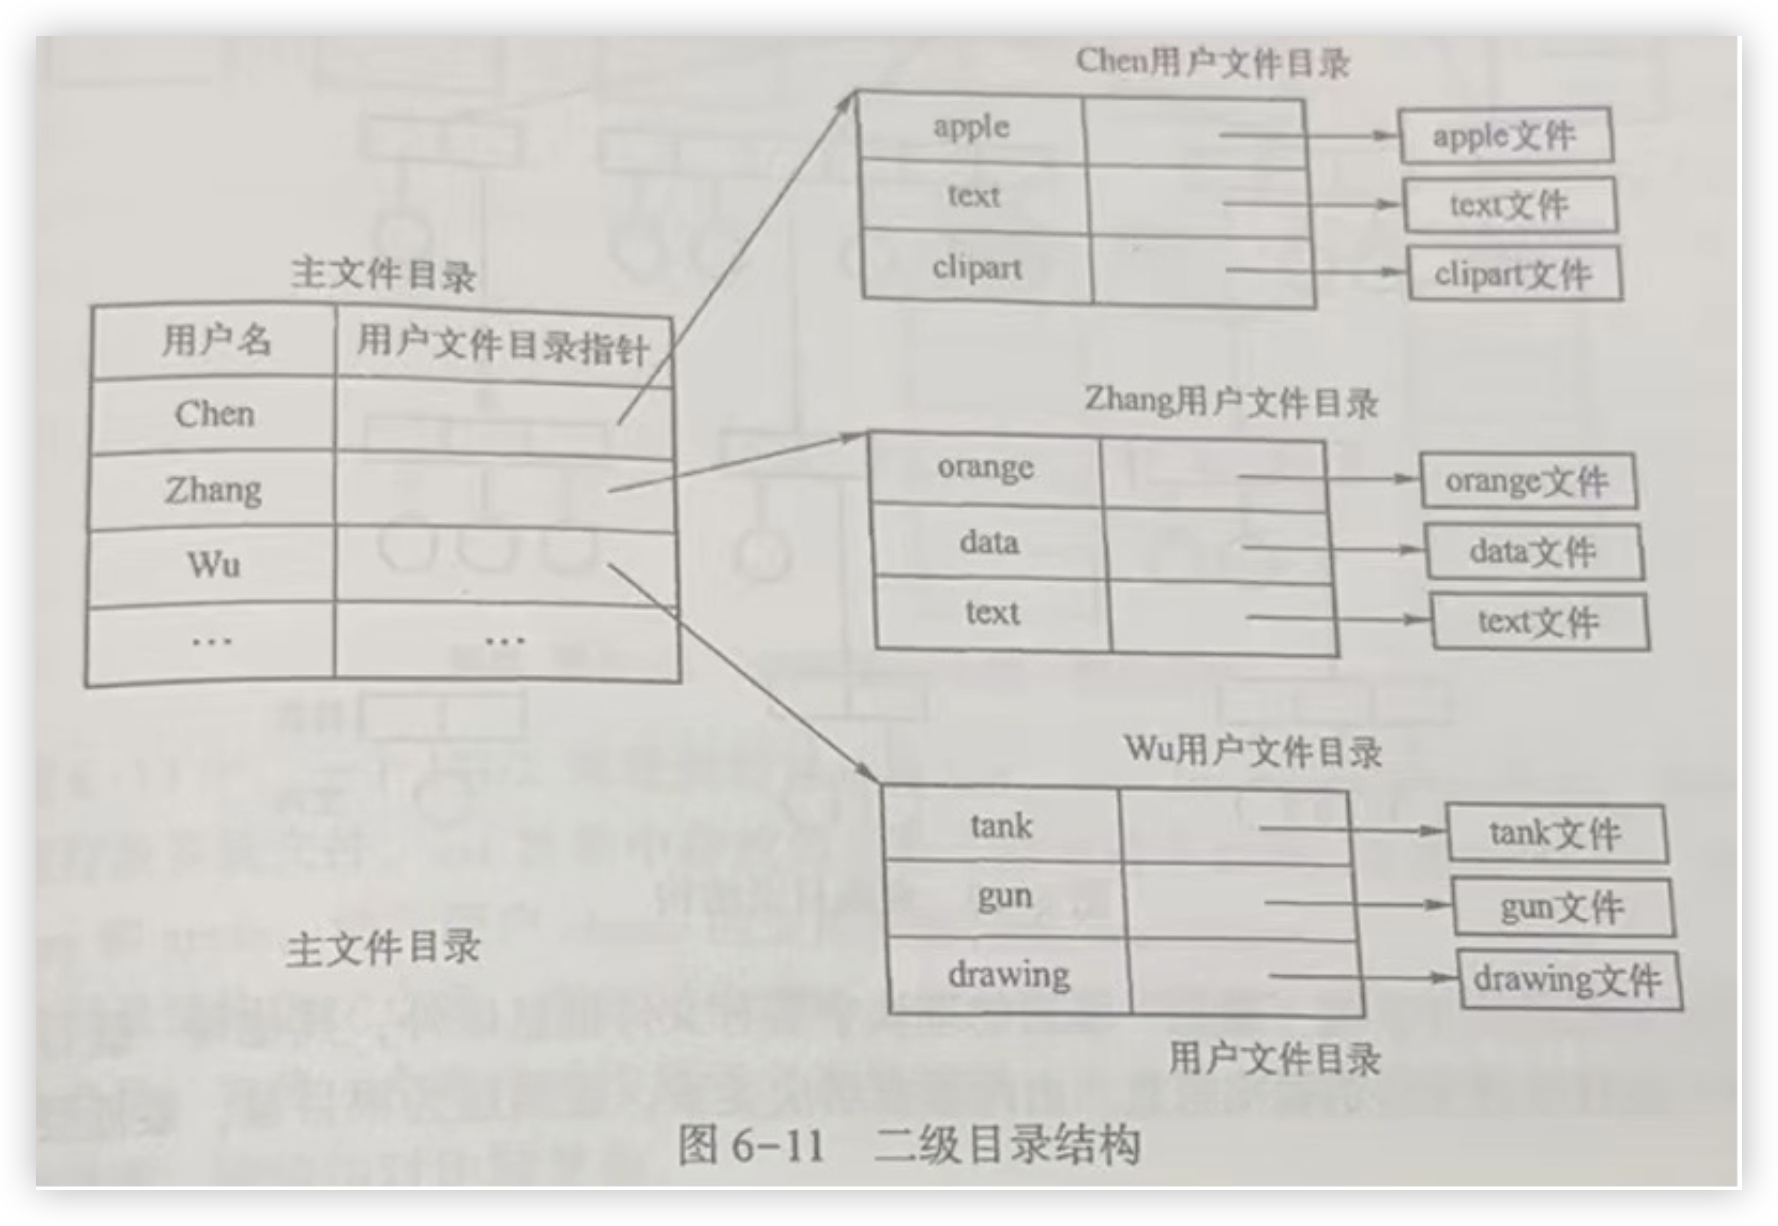 主文件目录
用户名 用户文件目录指针
Chen
Zhang
Wu
… …
主文件目录
Chen用户文件目录
apple apple文件
text text文件
clipart clipart文件
Zhang用户文件目录
orange orange文件
data data文件
text text文件
Wu用户文件目录
tank tank文件
gun gun文件
drawing drawing文件
用户文件目录
图 6-11 二级目录结构